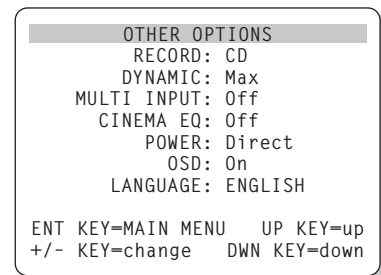 OTHER OPTIONS
RECORD: CD
DYNAMIC: Max
MULTI INPUT: Off
CINEMA EQ: Off
POWER: Direct
OSD: On
LANGUAGE: ENGLISH
ENT KEY=MAIN MENU UP KEY=up
+/- KEY=change DWN KEY=down